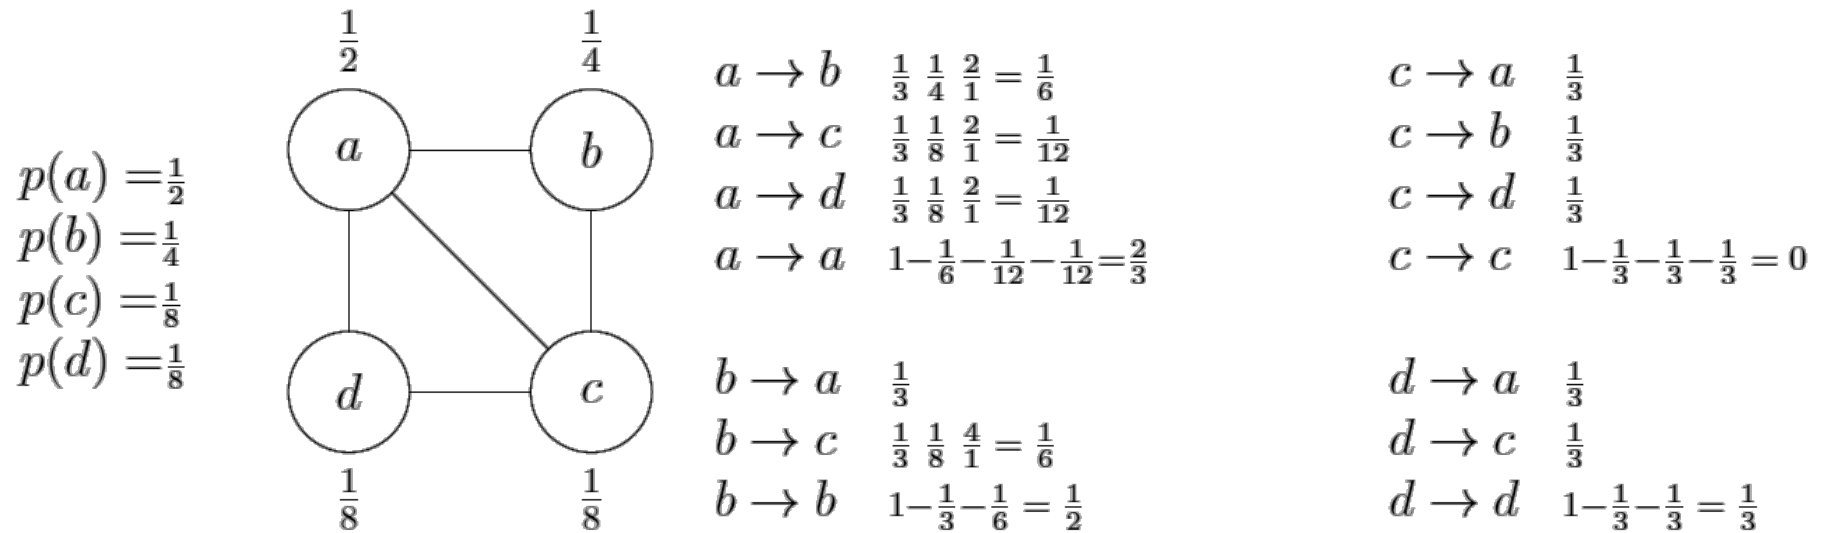 p(a) = 1/2
p(b) = 1/4
p(c) = 1/8
p(d) = 1/8
1/2 1/4
a b
d c
1/8 1/8
a → b 1/3 1/4 2/1 = 1/6
a → c 1/3 1/8 2/1 = 1/12
a → d 1/3 1/8 2/1 = 1/12
a → a 1 − 1/6 − 1/12 − 1/12 = 2/3
b → a 1/3
b → c 1/3 1/8 4/1 = 1/6
b → b 1 − 1/3 − 1/6 = 1/2
c → a 1/3
c → b 1/3
c → d 1/3
c → c 1 − 1/3 − 1/3 − 1/3 = 0
d → a 1/3
d → c 1/3
d → d 1 − 1/3 − 1/3 = 1/3